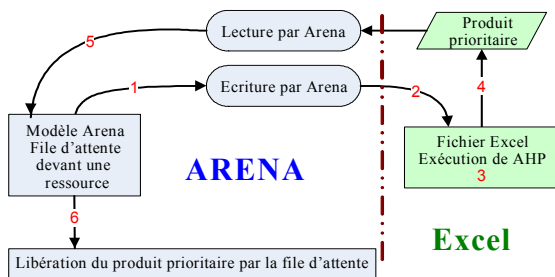 5
Lecture par Arena
Produit
prioritaire
1
Ecriture par Arena
2
4
Modèle Arena
File d'attente
devant une
ressource
ARENA
Fichier Excel
Exécution de AHP
3
6
Excel
Libération du produit prioritaire par la file d'attente